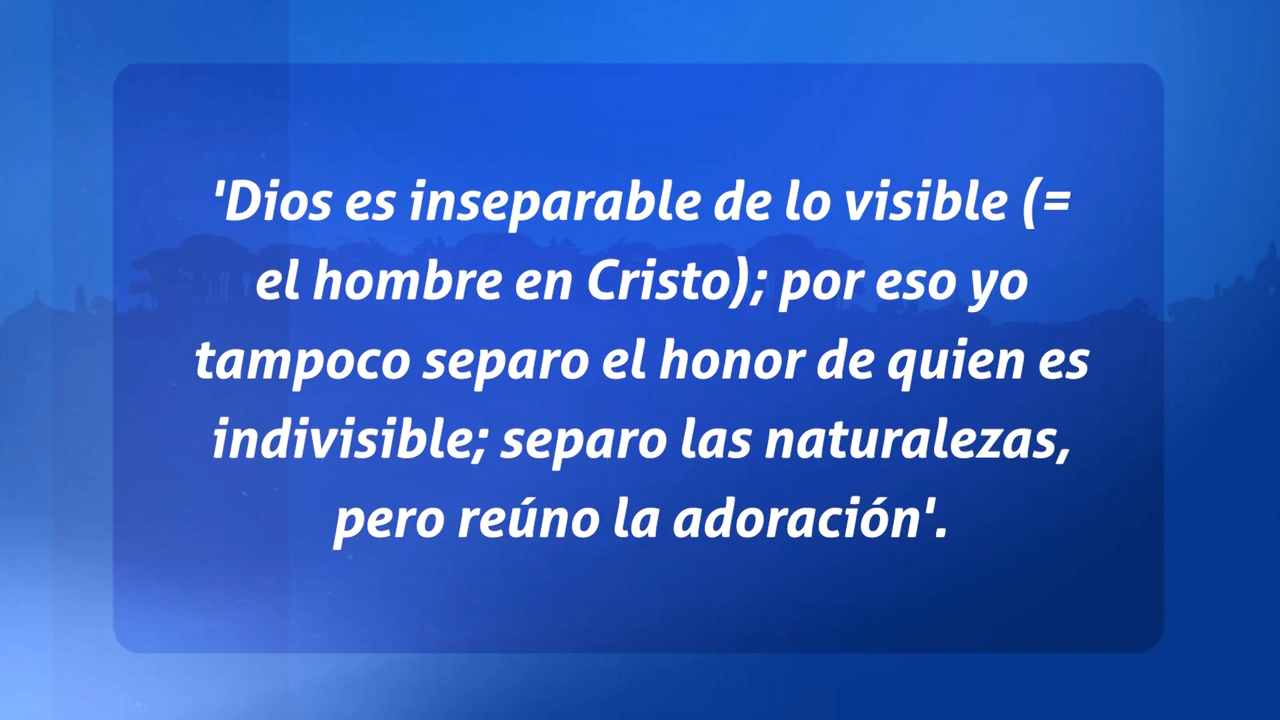 'Dios es inseparable de lo visible (=
el hombre en Cristo); por eso yo
tampoco separo el honor de quien es
indivisible; separo las naturalezas,
pero reúno la adoración'.